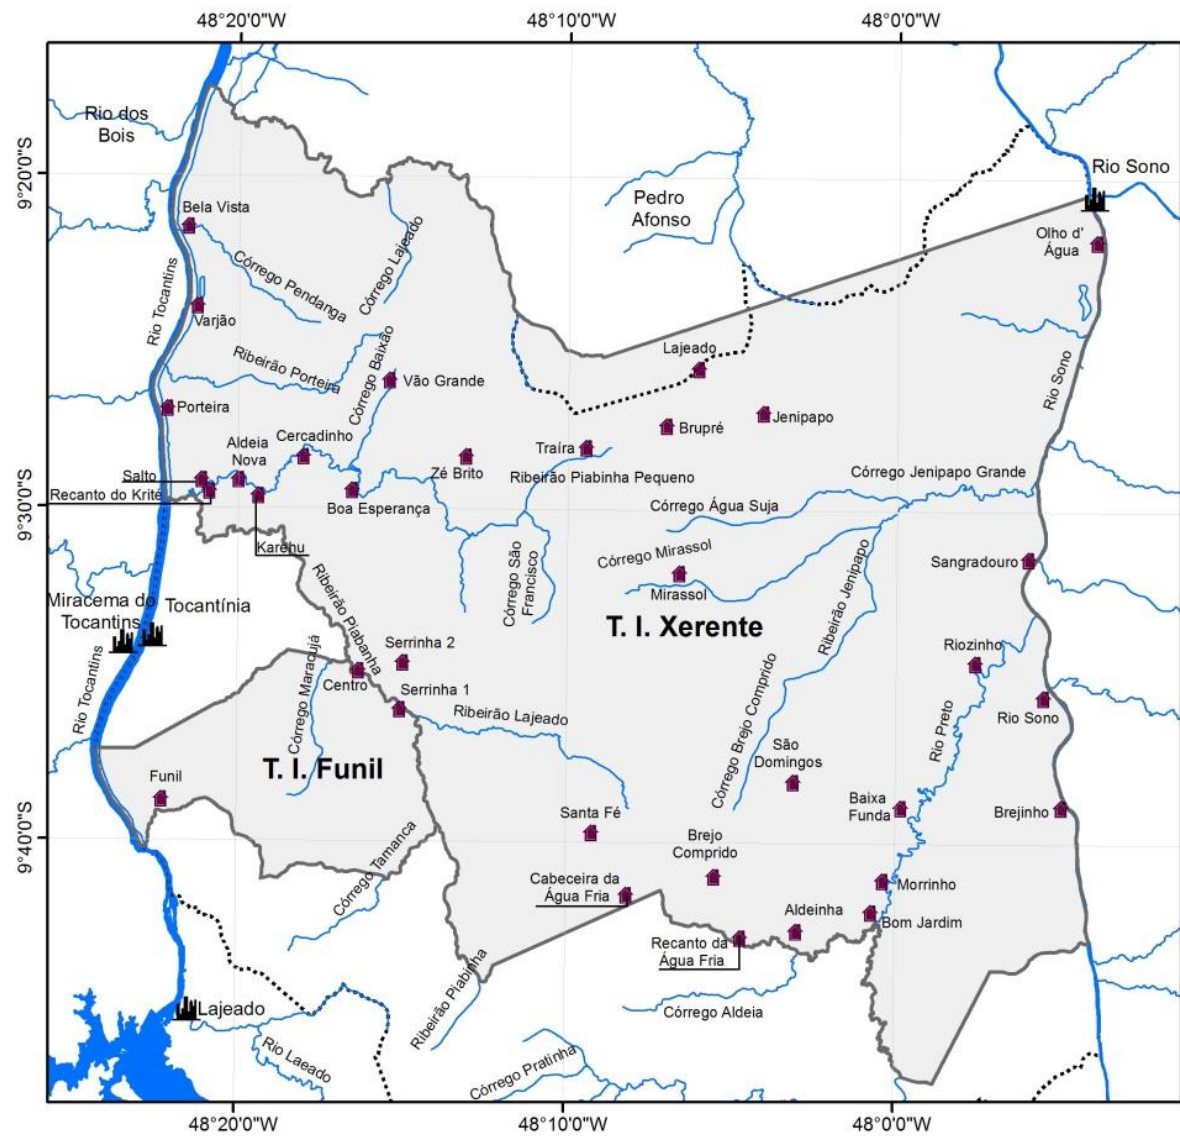 48°20'0"W
48°10'0"W
48°0'0"W
Rio dos
Bois
9°20'0"S
Rio Sono
Pedro
Afonso
Bela Vista
Olho d'
Água
Córrego Lajeado
Córrego Pendanga
Rio Tocantins
Varjão
Lajeado
Rio Sono
Ribeirão Porteira
Córrego Baixão
Vão Grande
Porteira
Brupré
Jenipapo
Cercadinho
Aldeia
Nova
Traíra
Zé Brito
Ribeirão Piabinha Pequeno
Córrego Jenipapo Grande
Salto
Recanto do Krité
9°30'0"S
Boa Esperança
Córrego Água Suja
Karêhu
Córrego Mirassol
Mirassol
Sangradouro
Córrego São
Francisco
Ribeirão Jenipapo
Ribeirão Piabanha
Miracema do
Tocantins
Tocantínia
T. I. Xerente
Serrinha 2
Centro
Riozinho
Rio Tocantins
Córrego Maracujá
Serrinha 1
Ribeirão Lajeado
Córrego Brejo Comprido
Rio Preto
Rio Sono
São
Domingos
T. I. Funil
Funil
Baixa
Funda
Brejinho
Santa Fé
9°40'0"S
Brejo
Comprido
Córrego Tamanca
Cabeceira da
Água Fria
Morrinho
Aldeinha
Bom Jardim
Recanto da
Água Fria
Ribeirão Piabinha
Lajeado
Córrego Aldeia
Rio Laeado
Córrego Pratinha
48°20'0"W
48°10'0"W
48°0'0"W